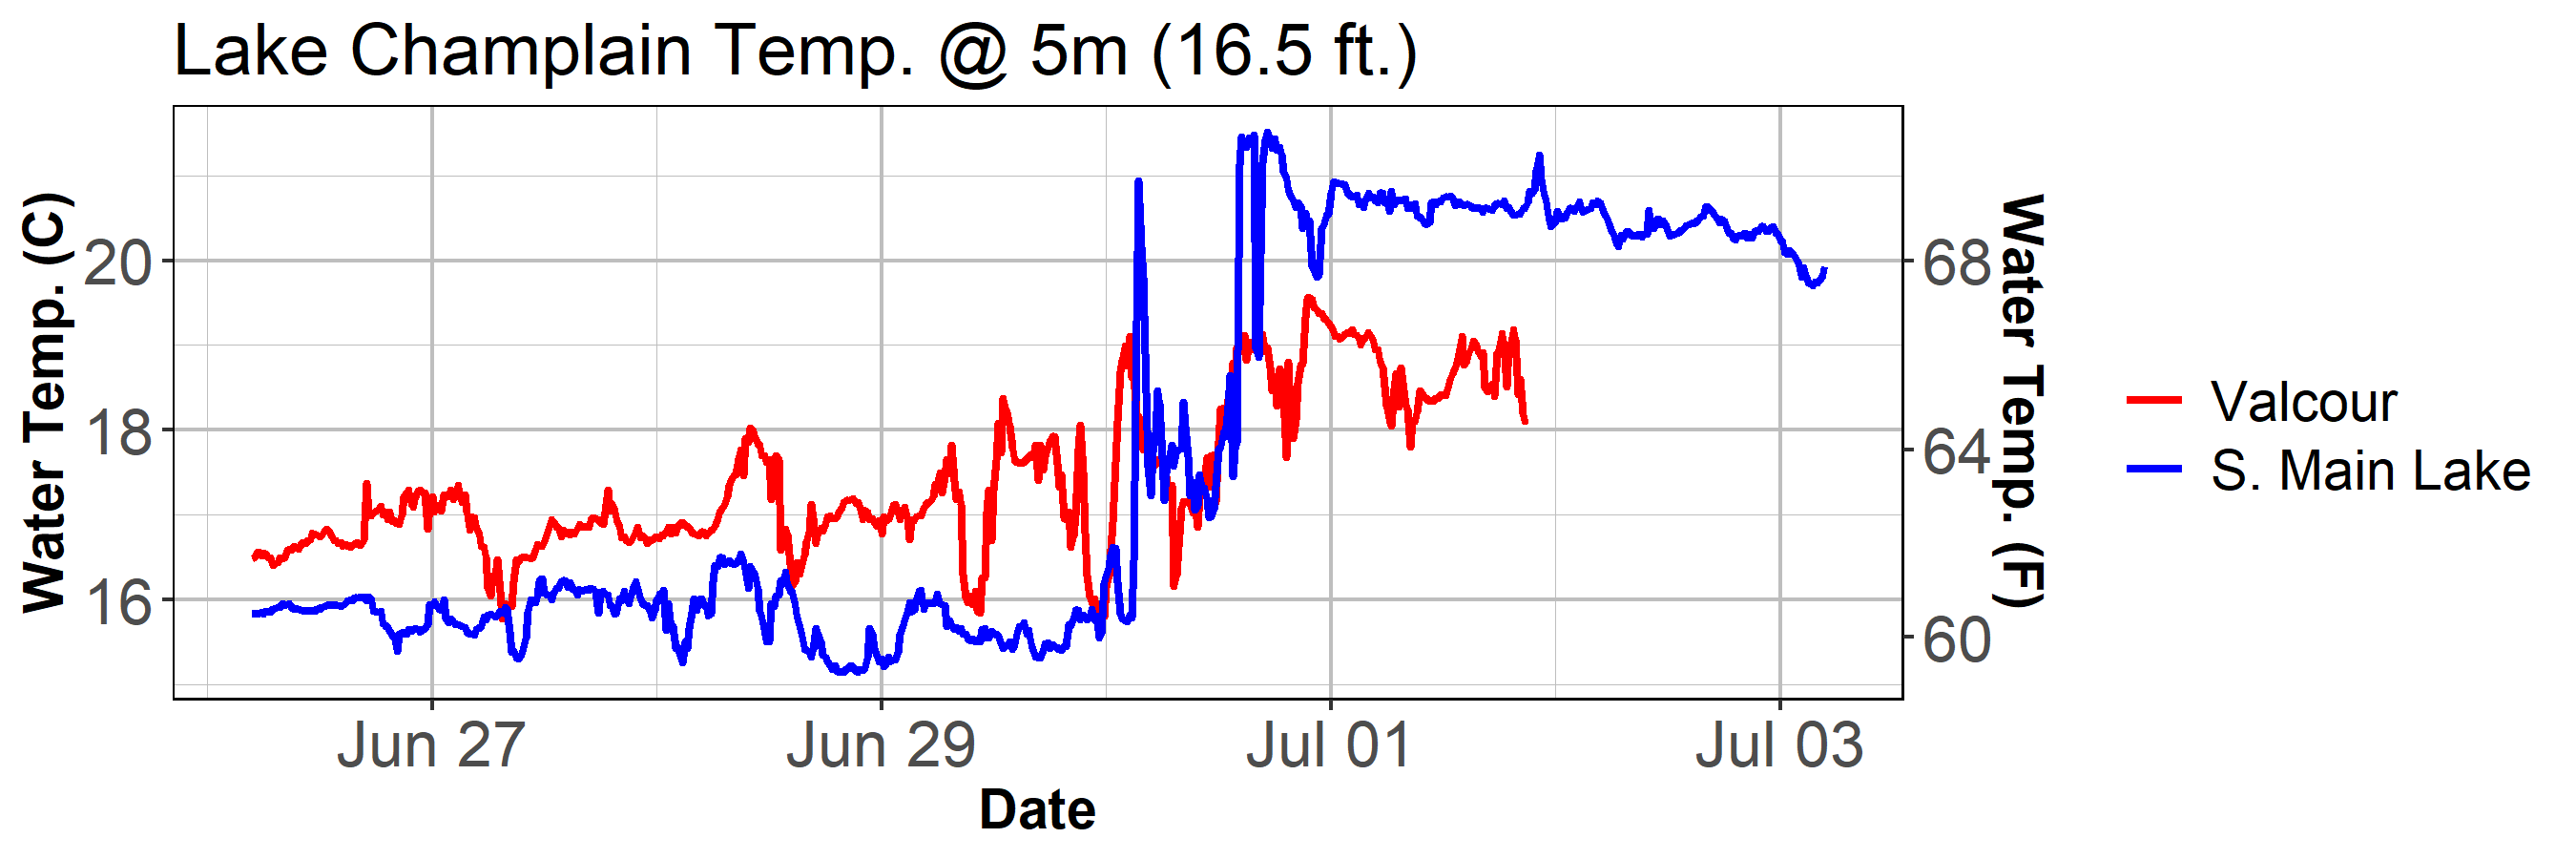 Lake Champlain Temp. @ 5m (16.5 ft.)
Water Temp. (C)
20
18
16
68
64
60
Water Temp. (F)
Valcour
S. Main Lake
Jun 27
Jun 29
Jul 01
Jul 03
Date